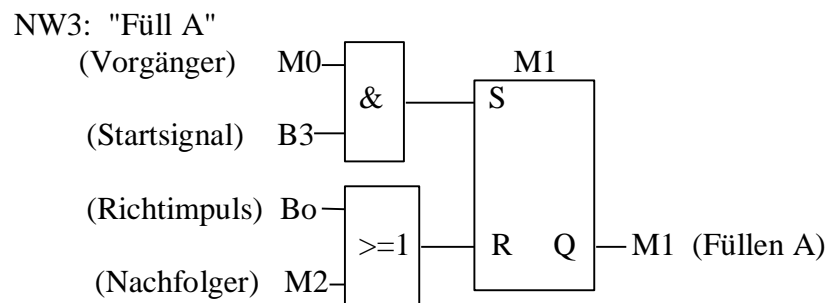 NW3: "Füll A"
(Vorgänger) M0
M1
&
S
(Startsignal) B3
(Richtimpuls) Bo
>=1
R Q M1 (Füllen A)
(Nachfolger) M2